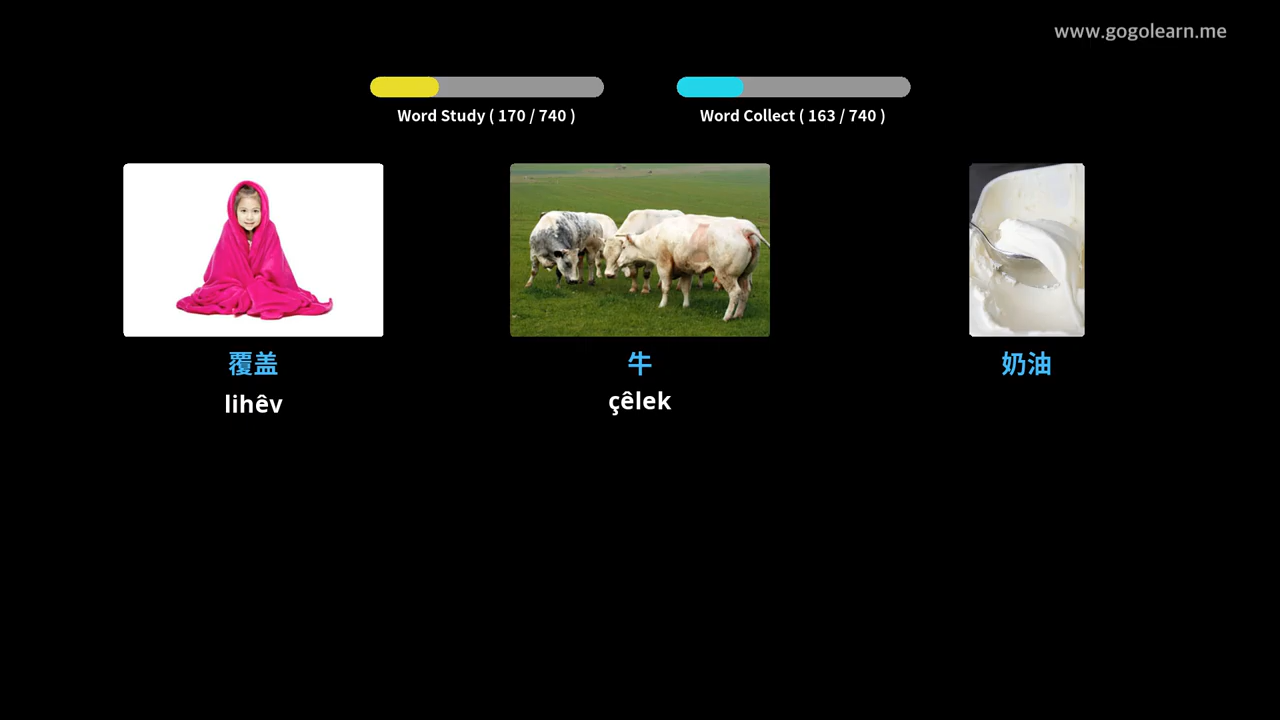 www.gogolearn.me
Word Study ( 170 / 740 )
Word Collect ( 163 / 740 )
覆盖
牛
奶油
lihêv
çêlek